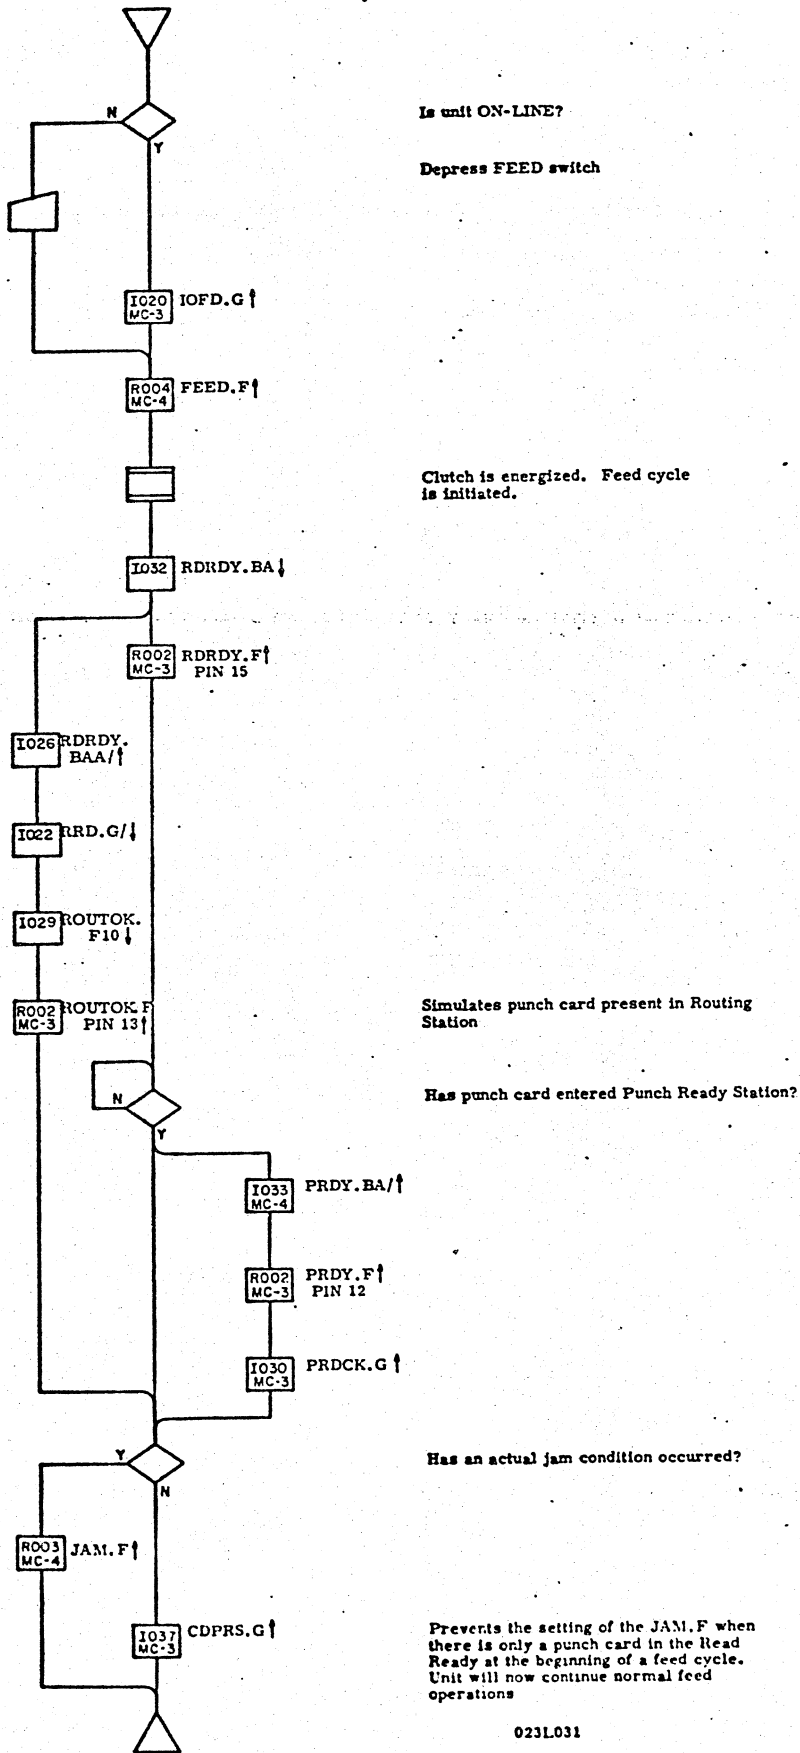 N
Is unit ON-LINE?
Y
Depress FEED switch
I020
MC-3
IOFD.G↑
R004
MC-4
FEED.F↑
Clutch is energized. Feed cycle
is initiated.
I032
RDRDY.BA↓
R002
MC-3
RDRDY.F↑
PIN 15
I026
RDRDY.
BAA/↑
I022
RRD.G/↓
I029
ROUTOK.
F10↓
R002
MC-3
ROUTOK.F
PIN 13↑
Simulates punch card present in Routing
Station
N
Has punch card entered Punch Ready Station?
Y
I033
MC-4
PRDY.BA/↑
R002
MC-3
PRDY.F↑
PIN 12
I030
MC-3
PRDCK.G↑
Y
Has an actual jam condition occurred?
N
R003
MC-4
JAM.F↑
I037
MC-3
CDPRS.G↑
Prevents the setting of the JAM.F when
there is only a punch card in the Read
Ready at the beginning of a feed cycle.
Unit will now continue normal feed
operations
023L031